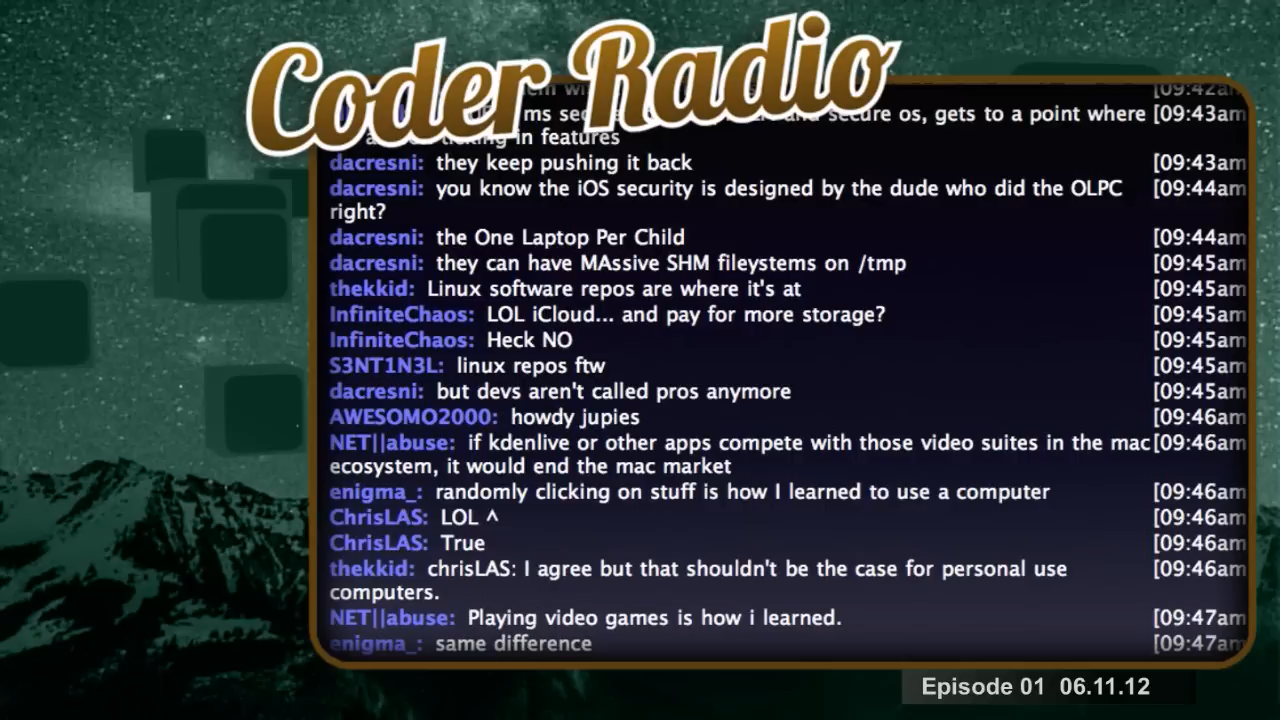 Coder Radio
[09:42am
secure os, gets to a point where [09:43am
in features
dacresni: they keep pushing it back [09:43am
dacresni: you know the iOS security is designed by the dude who did the OLPC [09:44am
right?
dacresni: the One Laptop Per Child [09:44am
dacresni: they can have MAssive SHM fileystems on /tmp [09:45am
thekkid: Linux software repos are where it's at [09:45am
InfiniteChaos: LOL iCloud... and pay for more storage? [09:45am
InfiniteChaos: Heck NO [09:45am
S3NT1N3L: linux repos ftw [09:45am
dacresni: but devs aren't called pros anymore [09:45am
AWESOMO2000: howdy jupies [09:46am
NET||abuse: if kdenlive or other apps compete with those video suites in the mac [09:46am
ecosystem, it would end the mac market
enigma_: randomly clicking on stuff is how I learned to use a computer [09:46am
ChrisLAS: LOL ^ [09:46am
ChrisLAS: True [09:46am
thekkid: chrisLAS: I agree but that shouldn't be the case for personal use [09:46am
computers.
NET||abuse: Playing video games is how i learned. [09:47am
enigma_: same difference [09:47am
Episode 01 06.11.12